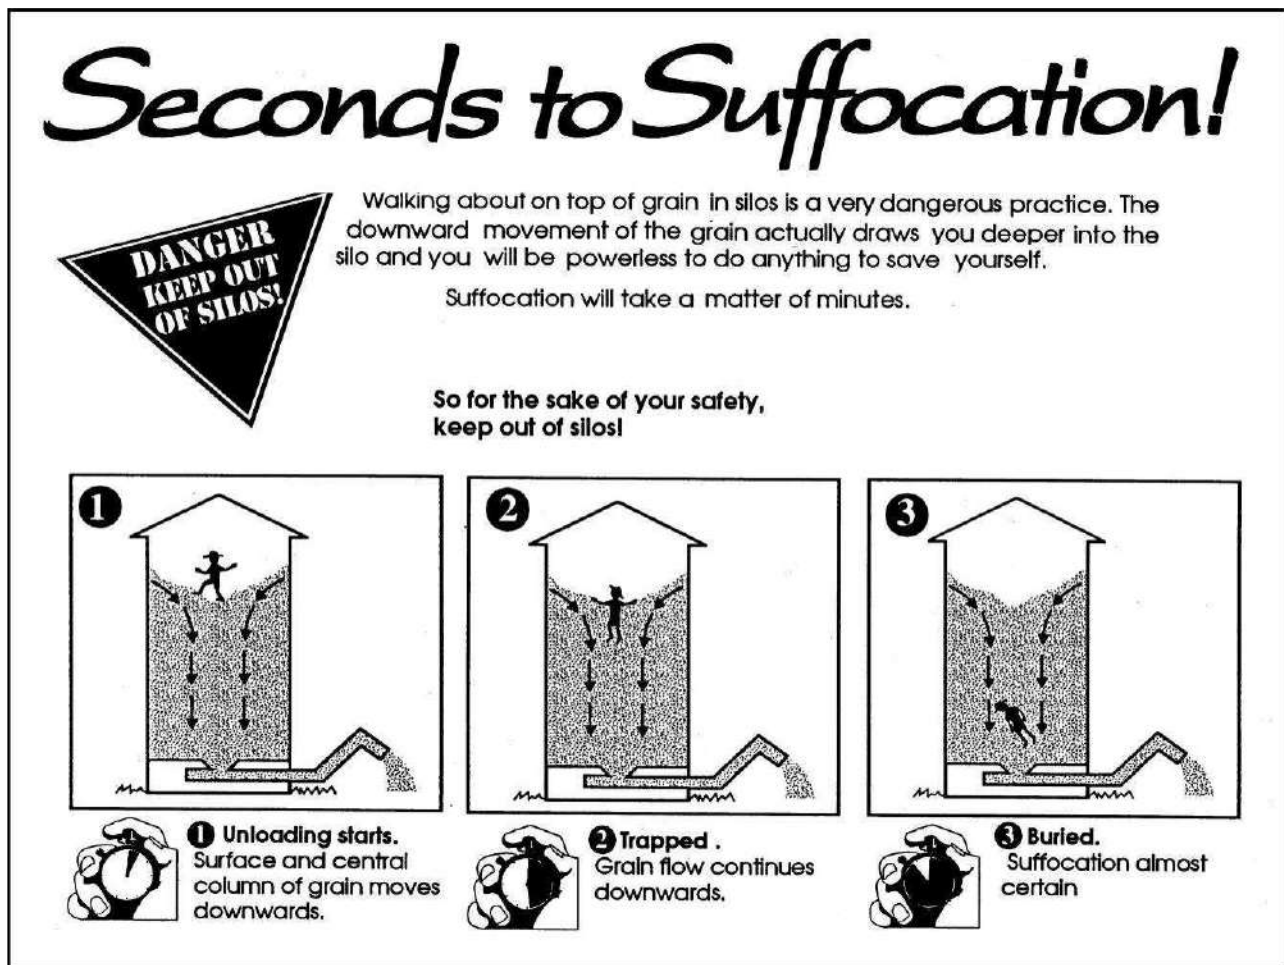 Seconds to Suffocation!
DANGER
KEEP OUT
OF SILOS!
Walking about on top of grain in silos is a very dangerous practice. The
downward movement of the grain actually draws you deeper into the
silo and you will be powerless to do anything to save yourself.
Suffocation will take a matter of minutes.
So for the sake of your safety,
keep out of silos!
1
2
3
1 Unloading starts.
Surface and central
column of grain moves
downwards.
2 Trapped .
Grain flow continues
downwards.
3 Buried.
Suffocation almost
certain